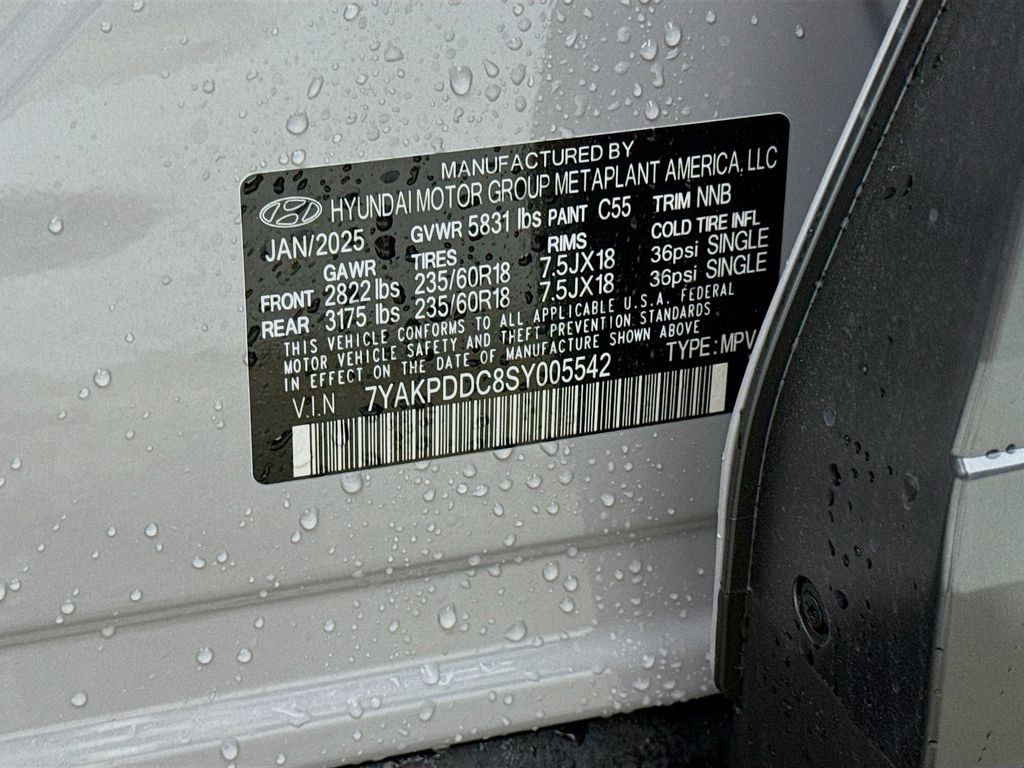 MANUFACTURED BY
HYUNDAI MOTOR GROUP METAPLANT AMERICA, LLC
JAN/2025 GVWR 5831 lbs PAINT C55 TRIM NNB
GAWR TIRES RIMS COLD TIRE INFL
FRONT 2822 lbs 235/60R18 7.5JX18 36psi SINGLE
REAR 3175 lbs 235/60R18 7.5JX18 36psi SINGLE
THIS VEHICLE CONFORMS TO ALL APPLICABLE U.S.A. FEDERAL
MOTOR VEHICLE SAFETY AND THEFT PREVENTION STANDARDS
IN EFFECT ON THE DATE OF MANUFACTURE SHOWN ABOVE
V.I.N 7YAKPDDC8SY005542 TYPE:MPV